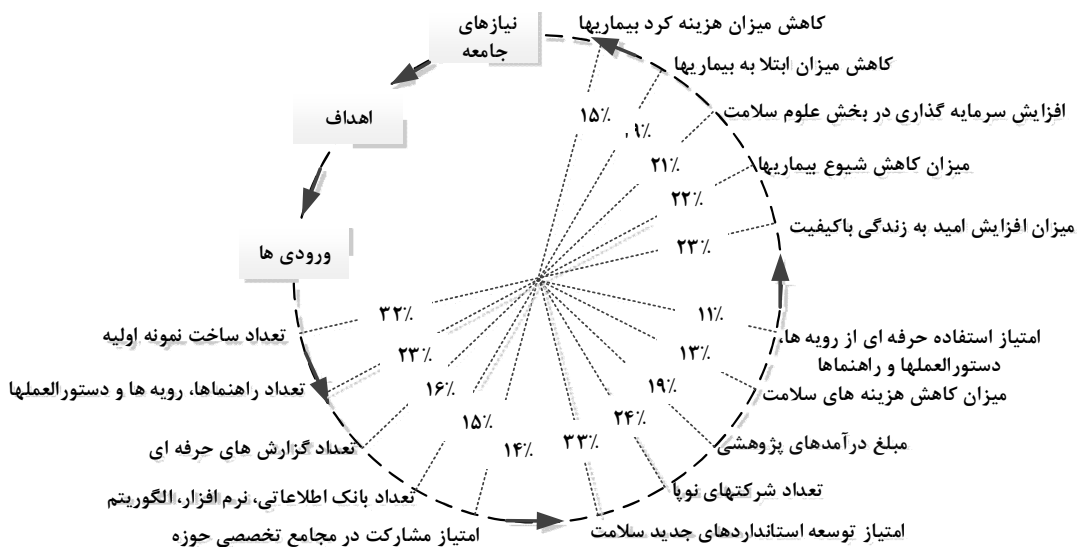 نیازهای
جامعه
اهداف
ورودی ها
کاهش میزان هزینه کرد بیماریها
کاهش میزان ابتلا به بیماریها
افزایش سرمایه گذاری در بخش علوم سلامت
میزان کاهش شیوع بیماریها
میزان افزایش امید به زندگی باکیفیت
۱۵٪
۲۱٪
۲۲٪
۲۳٪
۱۱٪
۱۳٪
۱۹٪
۲۴٪
۳۳٪
امتیاز استفاده حرفه ای از رویه ها،
دستورالعملها و راهنماها
میزان کاهش هزینه های سلامت
مبلغ درآمدهای پژوهشی
تعداد شرکتهای نوپا
امتیاز توسعه استانداردهای جدید سلامت
۳۲٪
۲۳٪
۱۶٪
۱۵٪
۱۴٪
تعداد ساخت نمونه اولیه
تعداد راهنماها، رویه ها و دستورالعملها
تعداد گزارش های حرفه ای
تعداد بانک اطلاعاتی، نرم افزار، الگوریتم
امتیاز مشارکت در مجامع تخصصی حوزه